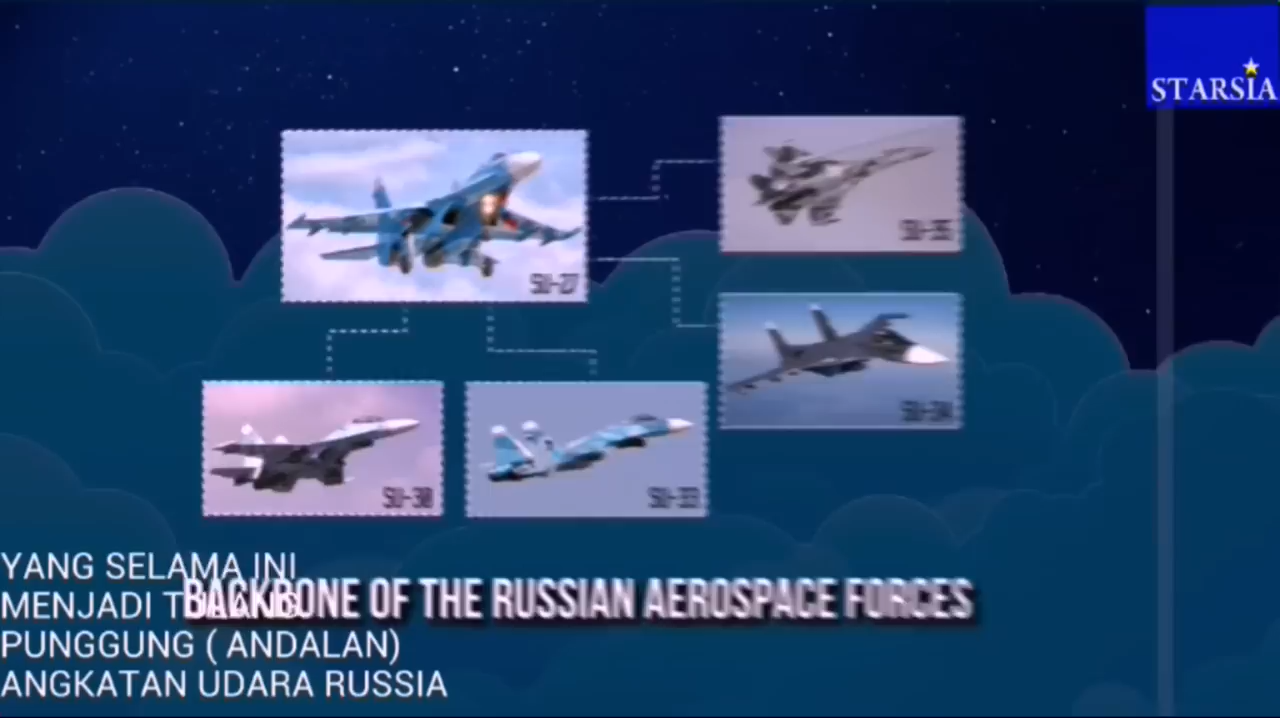 STARSIA
SU-27
SU-35
SU-34
SU-30
SU-33
BACKBONE OF THE RUSSIAN AEROSPACE FORCES
YANG SELAMA INI
MENJADI TULANG
PUNGGUNG ( ANDALAN)
ANGKATAN UDARA RUSSIA